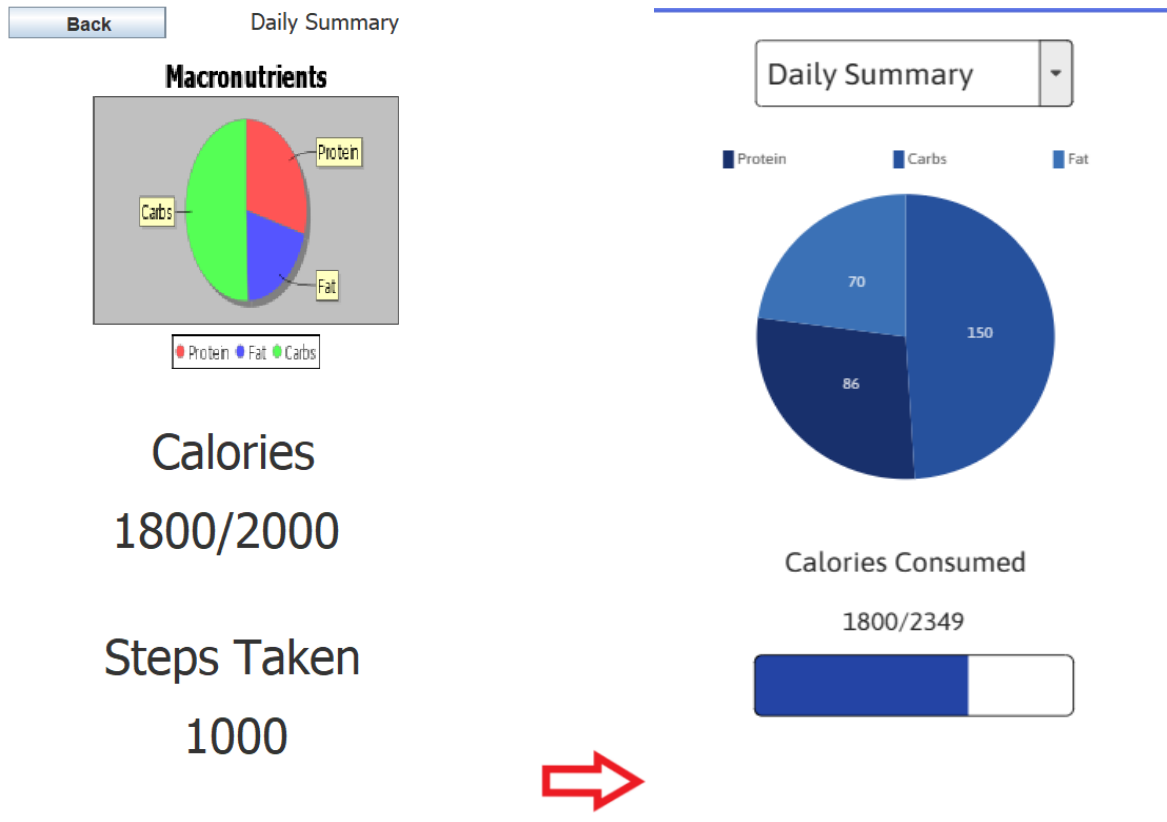 Back
Daily Summary
Macronutrients
Protein
Carbs
Fat
Protein Fat Carbs
Calories
1800/2000
Steps Taken
1000
Daily Summary
Protein Carbs Fat
70
150
86
Calories Consumed
1800/2349